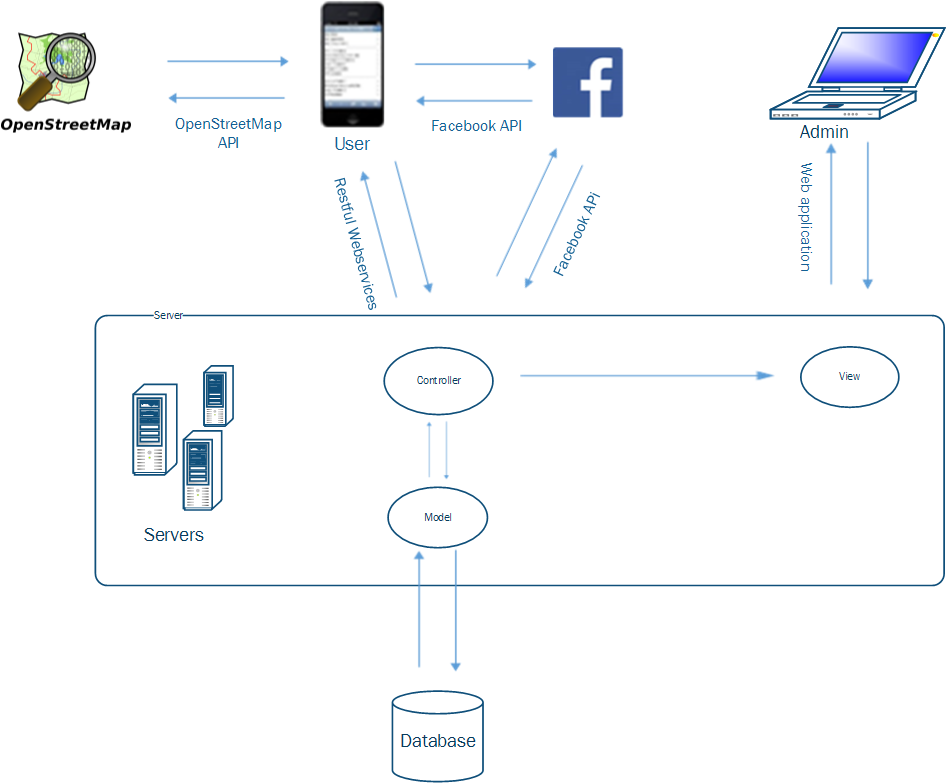 OpenStreetMap
OpenStreetMap
API
User
Facebook API
Admin
Restful Webservices
Facebook APi
Web application
Server
Controller
View
Model
Servers
Database